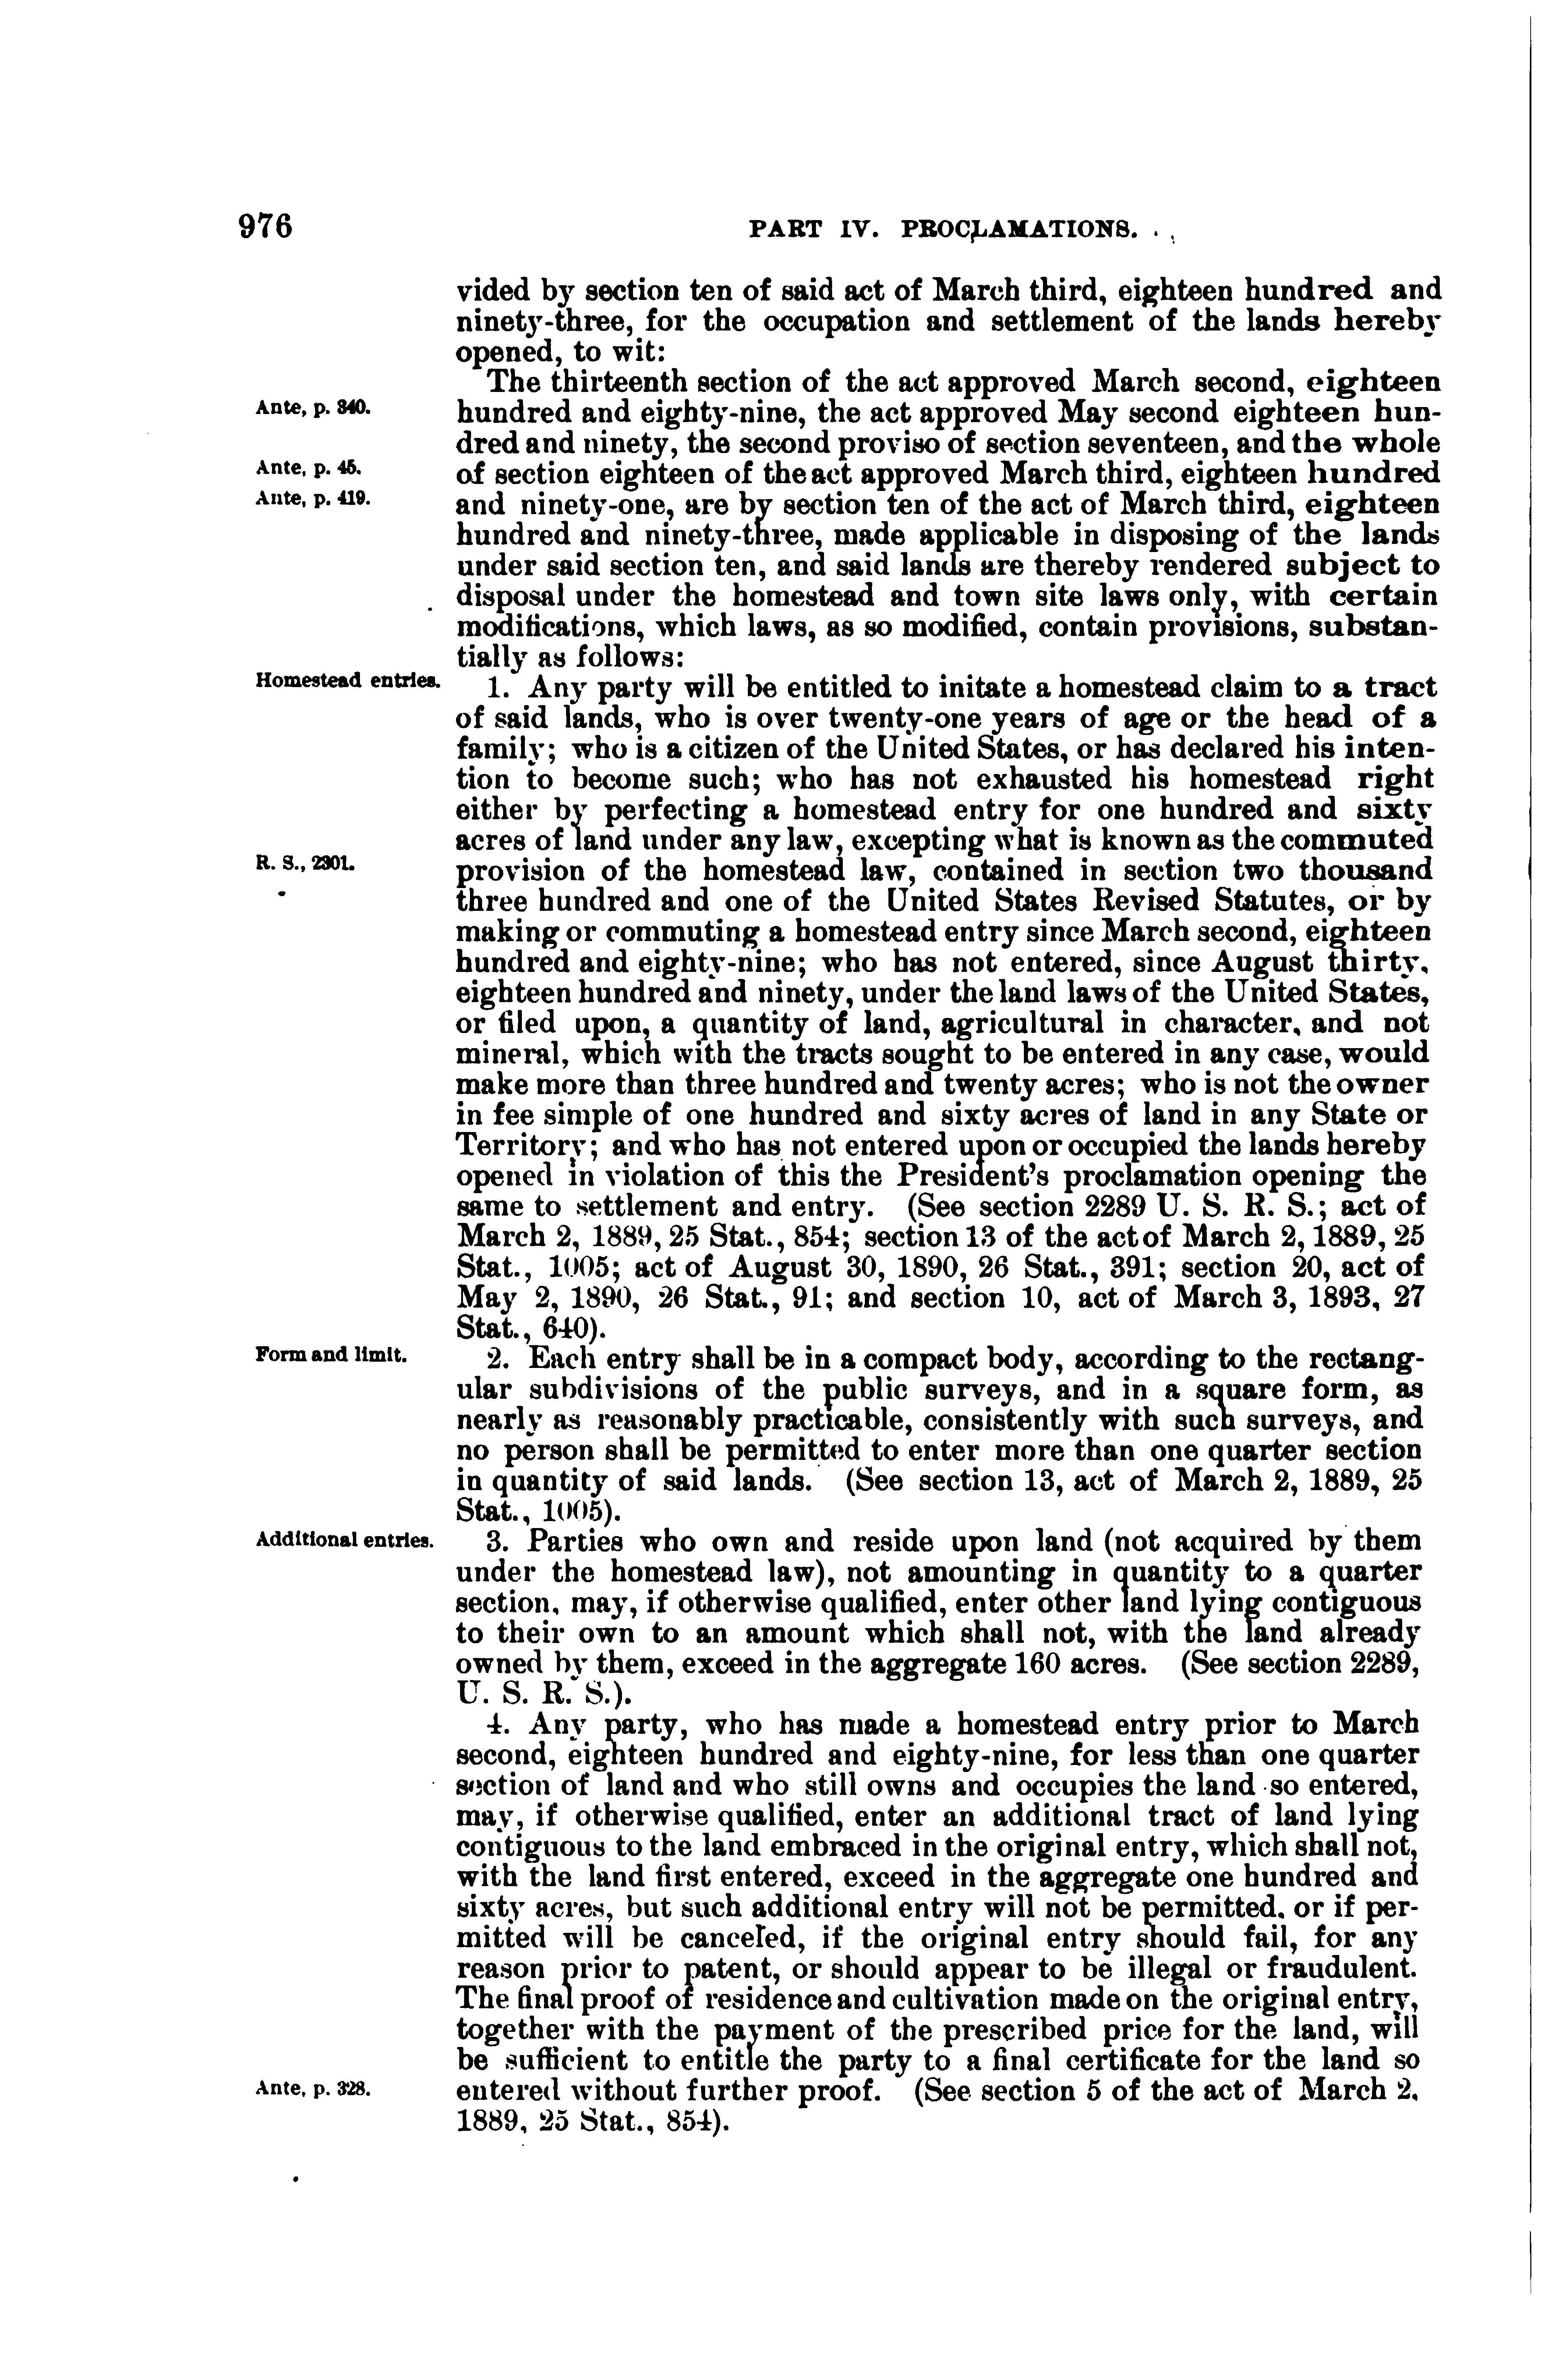 976
PART IV. PROCLAMATIONS.
vided by section ten of said act of March third, eighteen hundred and
ninety-three, for the occupation and settlement of the lands hereby
opened, to wit:
The thirteenth section of the act approved March second, eighteen
Ante, p. 340.
hundred and eighty-nine, the act approved May second eighteen hun-
dred and ninety, the second proviso of section seventeen, and the whole
Ante, p. 45.
of section eighteen of the act approved March third, eighteen hundred
Ante, p. 419.
and ninety-one, are by section ten of the act of March third, eighteen
hundred and ninety-three, made applicable in disposing of the lands
under said section ten, and said lands are thereby rendered subject to
disposal under the homestead and town site laws only, with certain
modifications, which laws, as so modified, contain provisions, substan-
tially as follows:
Homestead entries.
1. Any party will be entitled to initate a homestead claim to a tract
of said lands, who is over twenty-one years of age or the head of a
family; who is a citizen of the United States, or has declared his inten-
tion to become such; who has not exhausted his homestead right
either by perfecting a homestead entry for one hundred and sixty
acres of land under any law, excepting what is known as the commuted
R. S., 2301.
provision of the homestead law, contained in section two thousand
three hundred and one of the United States Revised Statutes, or by
making or commuting a homestead entry since March second, eighteen
hundred and eighty-nine; who has not entered, since August thirty,
eighteen hundred and ninety, under the land laws of the United States,
or filed upon, a quantity of land, agricultural in character, and not
mineral, which with the tracts sought to be entered in any case, would
make more than three hundred and twenty acres; who is not the owner
in fee simple of one hundred and sixty acres of land in any State or
Territory; and who has not entered upon or occupied the lands hereby
opened in violation of this the President's proclamation opening the
same to settlement and entry. (See section 2289 U. S. R. S.; act of
March 2, 1889, 25 Stat., 854; section 13 of the act of March 2, 1889, 25
Stat., 1005; act of August 30, 1890, 26 Stat., 391; section 20, act of
May 2, 1890, 26 Stat., 91; and section 10, act of March 3, 1893, 27
Stat., 640).
Form and limit.
2. Each entry shall be in a compact body, according to the rectang-
ular subdivisions of the public surveys, and in a square form, as
nearly as reasonably practicable, consistently with such surveys, and
no person shall be permitted to enter more than one quarter section
in quantity of said lands. (See section 13, act of March 2, 1889, 25
Stat., 1005).
Additional entries.
3. Parties who own and reside upon land (not acquired by them
under the homestead law), not amounting in quantity to a quarter
section, may, if otherwise qualified, enter other land lying contiguous
to their own to an amount which shall not, with the land already
owned by them, exceed in the aggregate 160 acres. (See section 2289,
U. S. R. S.).
4. Any party, who has made a homestead entry prior to March
second, eighteen hundred and eighty-nine, for less than one quarter
section of land and who still owns and occupies the land so entered,
may, if otherwise qualified, enter an additional tract of land lying
contiguous to the land embraced in the original entry, which shall not,
with the land first entered, exceed in the aggregate one hundred and
sixty acres, but such additional entry will not be permitted, or if per-
mitted will be canceled, if the original entry should fail, for any
reason prior to patent, or should appear to be illegal or fraudulent.
The final proof of residence and cultivation made on the original entry,
together with the payment of the prescribed price for the land, will
be sufficient to entitle the party to a final certificate for the land so
Ante, p. 328.
entered without further proof. (See section 5 of the act of March 2,
1889, 25 Stat., 854).